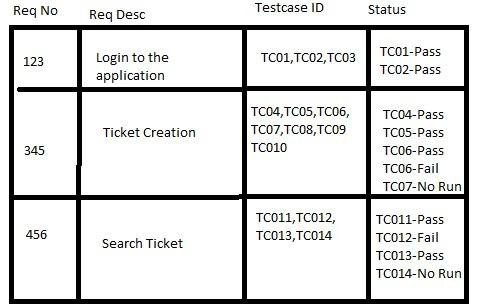 Req No Req Desc Testcase ID Status
123 Login to the application TC01,TC02,TC03 TC01-Pass
TC02-Pass
345 Ticket Creation TC04,TC05,TC06,
TC07,TC08,TC09
TC010
TC04-Pass
TC05-Pass
TC06-Pass
TC06-Fail
TC07-No Run
456 Search Ticket TC011,TC012,
TC013,TC014
TC011-Pass
TC012-Fail
TC013-Pass
TC014-No Run